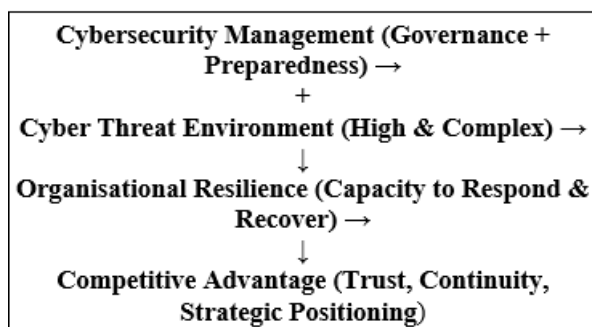 Cybersecurity Management (Governance +
Preparedness) →
+
Cyber Threat Environment (High & Complex) →
↓
Organisational Resilience (Capacity to Respond &
Recover) →
↓
Competitive Advantage (Trust, Continuity,
Strategic Positioning)